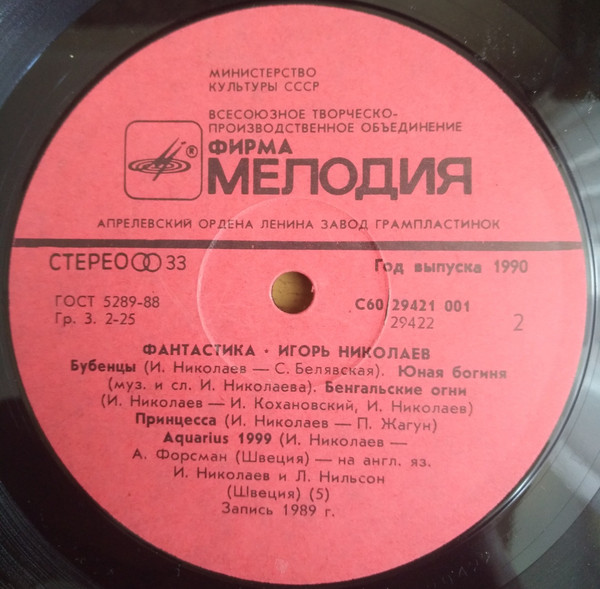 МИНИСТЕРСТВО
КУЛЬТУРЫ СССР
ВСЕСОЮЗНОЕ ТВОРЧЕСКО-
ПРОИЗВОДСТВЕННОЕ ОБЪЕДИНЕНИЕ
®
ФИРМА
МЕЛОДИЯ
АПРЕЛЕВСКИЙ ОРДЕНА ЛЕНИНА ЗАВОД ГРАМПЛАСТИНОК
СТЕРЕО 33 Год выпуска 1990
ГОСТ 5289-88 С60 29421 001
Гр. 3. 2-25 29422 2
ФАНТАСТИКА · ИГОРЬ НИКОЛАЕВ
Бубенцы (И. Николаев — С. Белявская). Юная богиня
(муз. и сл. И. Николаева). Бенгальские огни
(И. Николаев — И. Кохановский, И. Николаев)
Принцесса (И. Николаев — П. Жагун)
Aquarius 1999 (И. Николаев —
А. Форсман (Швеция) — на англ. яз.
И. Николаев и Л. Нильсон
(Швеция) (5)
Запись 1989 г.